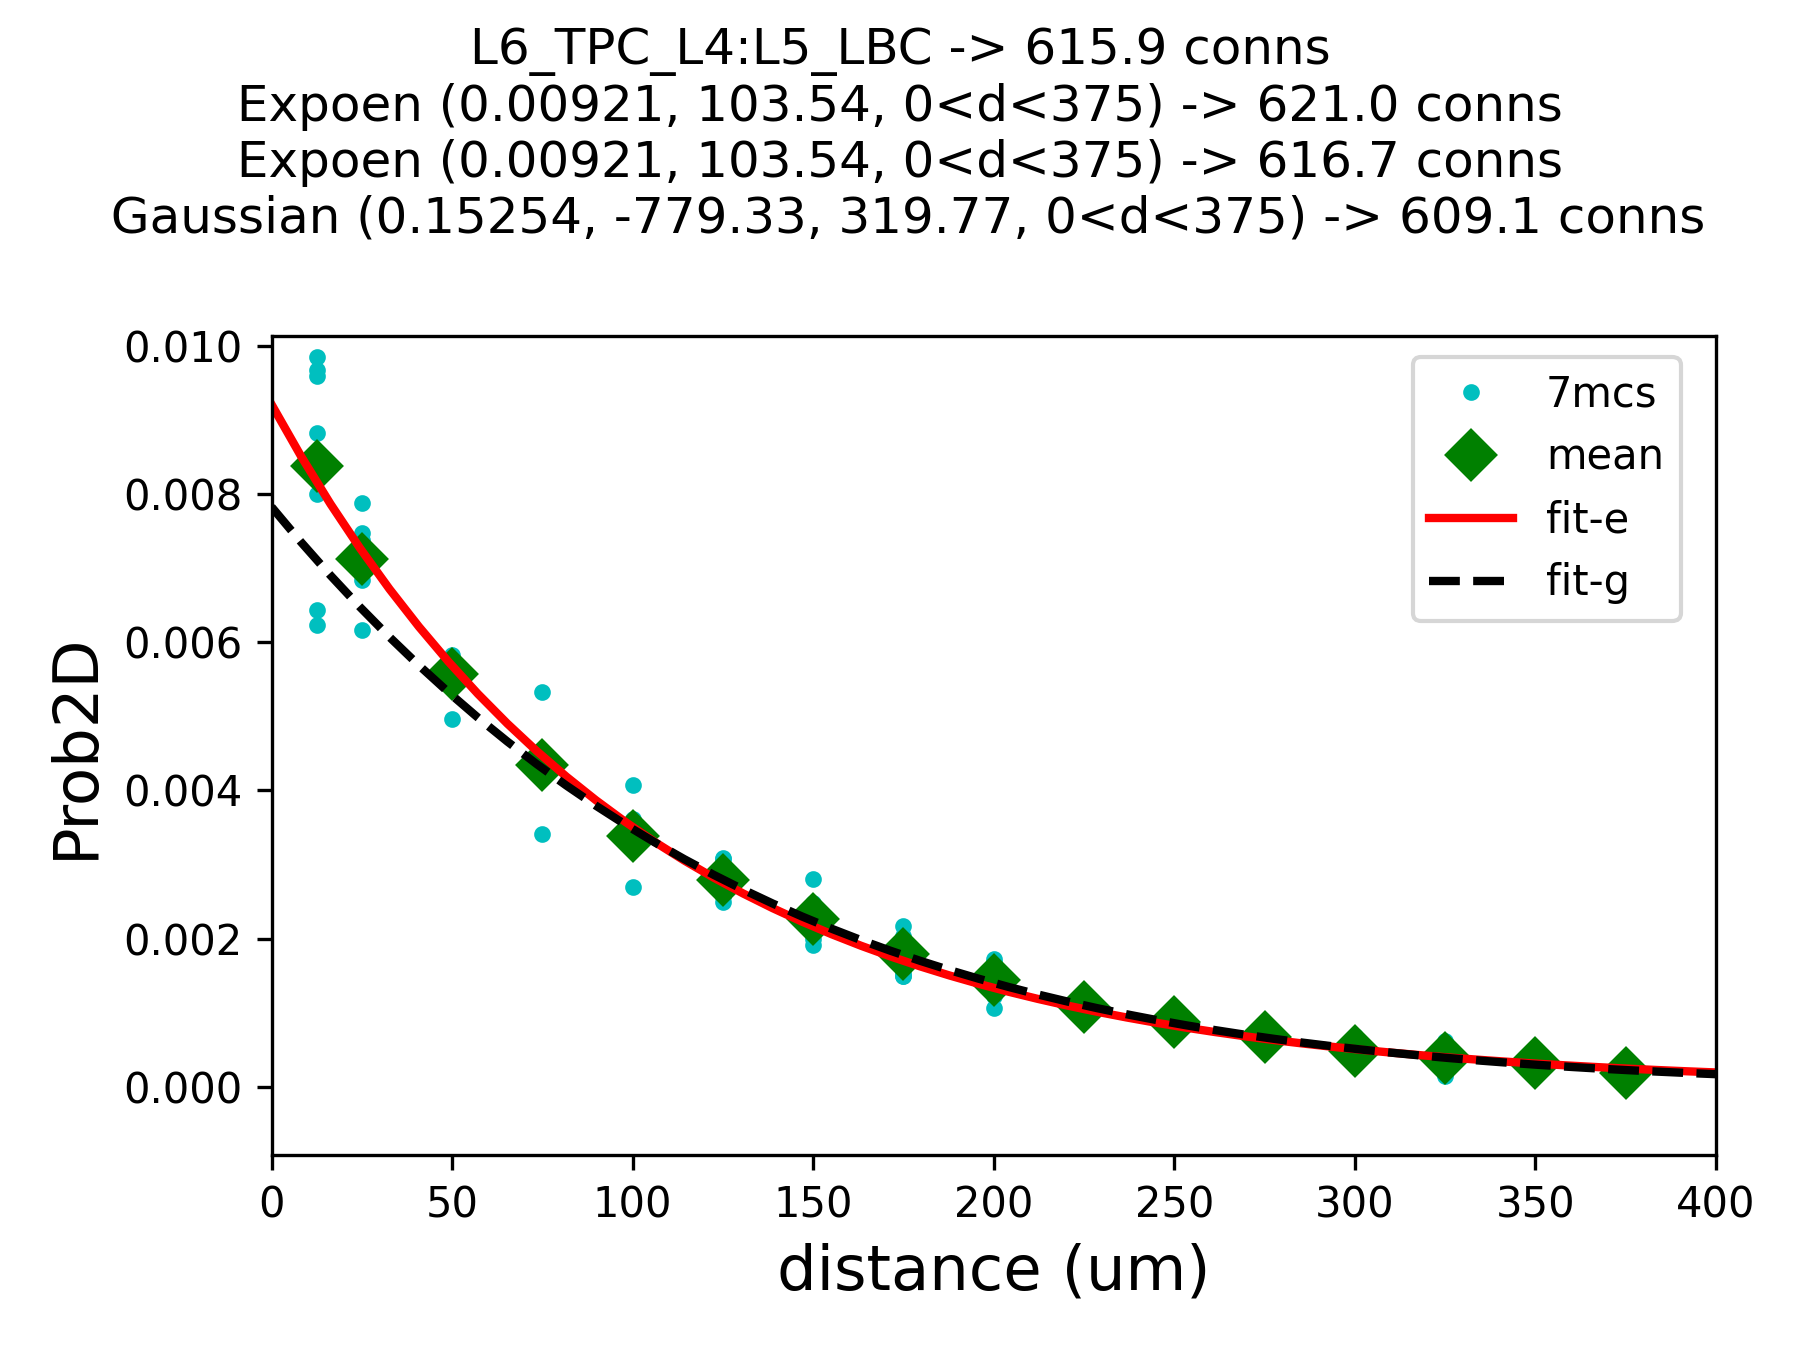 L6_TPC_L4:L5_LBC -> 615.9 conns
Expoen (0.00921, 103.54, 0<d<375) -> 621.0 conns
Expoen (0.00921, 103.54, 0<d<375) -> 616.7 conns
Gaussian (0.15254, -779.33, 319.77, 0<d<375) -> 609.1 conns
0.010
0.008
0.006
0.004
0.002
0.000
Prob2D
7mcs
mean
fit-e
fit-g
0 50 100 150 200 250 300 350 400
distance (um)